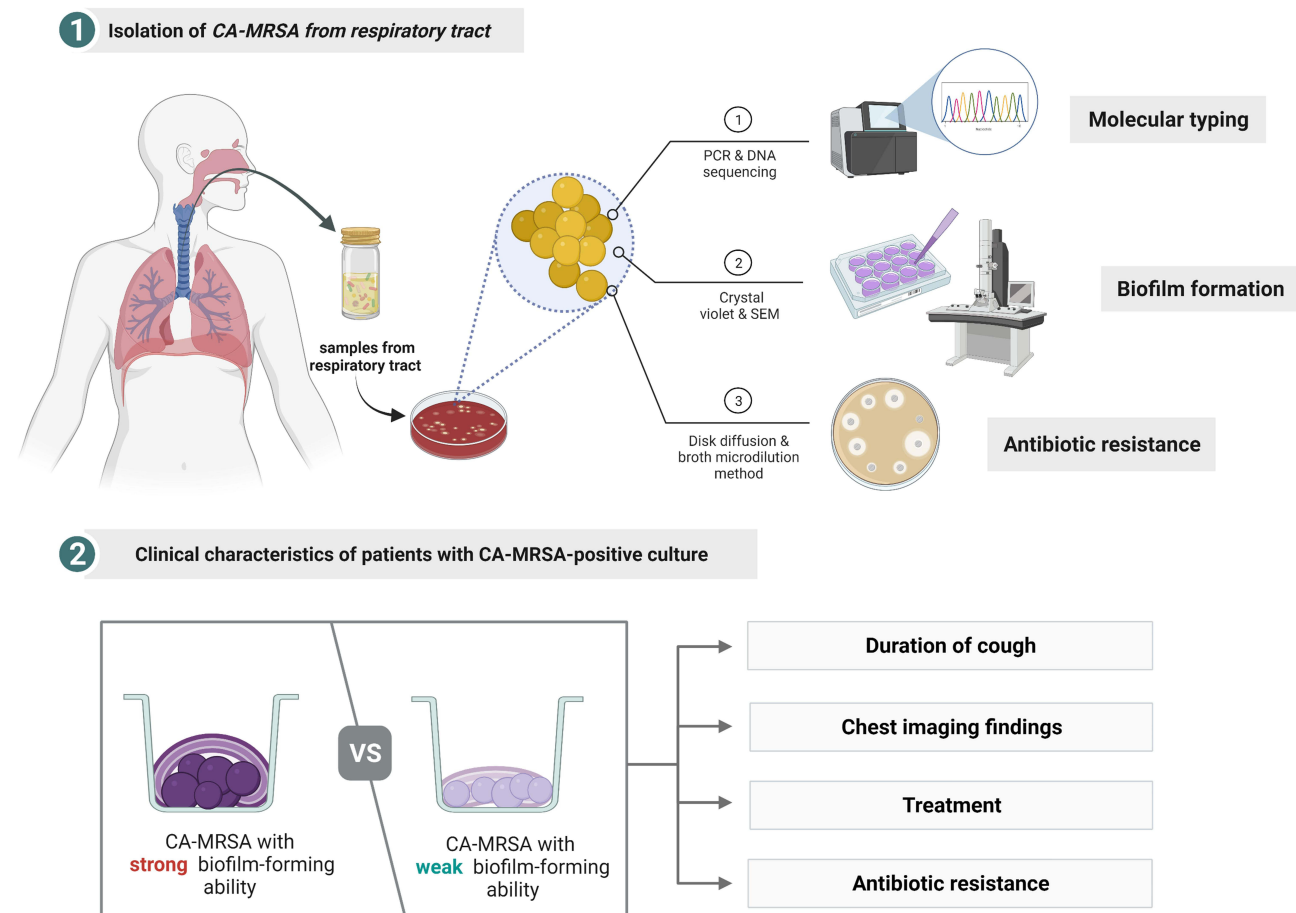 1 Isolation of CA-MRSA from respiratory tract
samples from
respiratory tract
1
PCR & DNA
sequencing
Molecular typing
2
Crystal
violet & SEM
Biofilm formation
3
Disk diffusion &
broth microdilution
method
Antibiotic resistance
2 Clinical characteristics of patients with CA-MRSA-positive culture
CA-MRSA with
strong biofilm-forming
ability
VS
CA-MRSA with
weak biofilm-forming
ability
Duration of cough
Chest imaging findings
Treatment
Antibiotic resistance